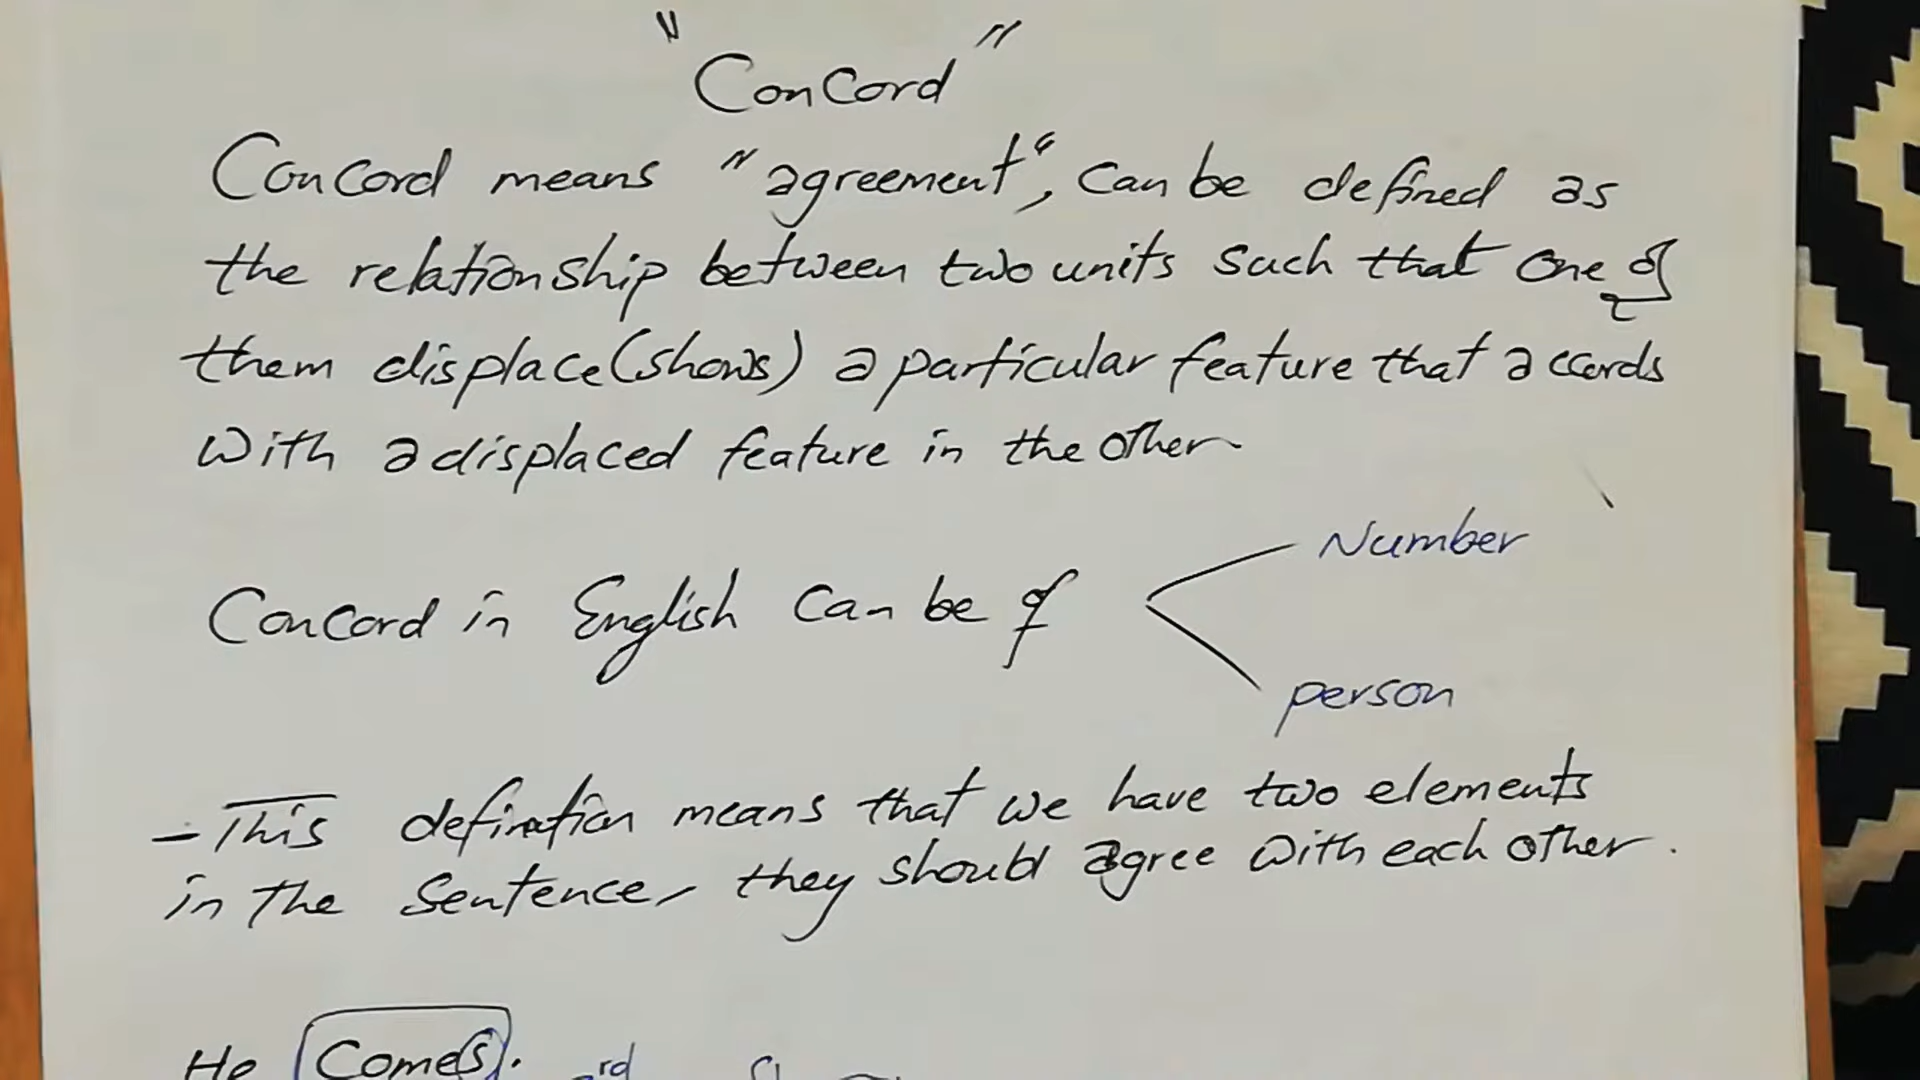 "Concord"
Concord means "agreement", can be defined as
the relationship between two units such that one of
them displace (shows) a particular feature that accords
with a displaced feature in the other
Concord in English can be of
Number
person
- This definition means that we have two elements
in the sentence, they should agree with each other.
He Comes.
rd